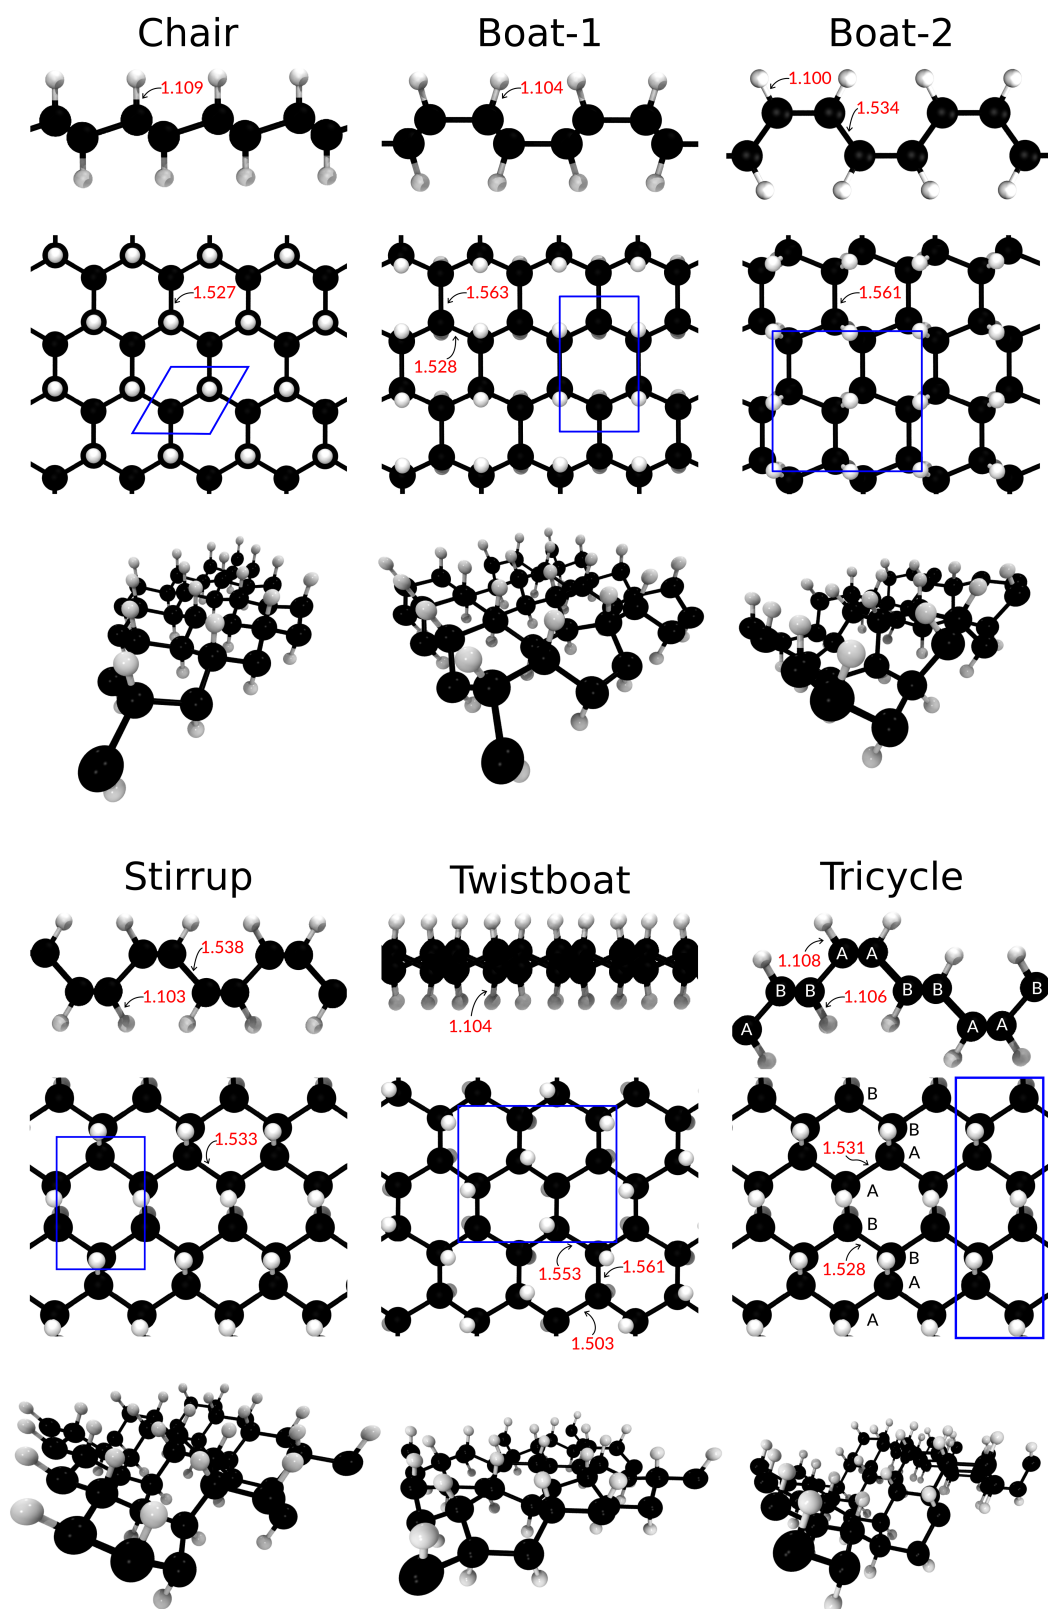 Chair Boat-1 Boat-2
1.109 1.104 1.100
1.534
1.527 1.563 1.561
1.528
Stirrup Twistboat Tricycle
1.538 1.108 A A
1.103 B B 1.106 B B B
1.104 A A A
B
1.533 B
1.531 A
A
B
1.553 1.561 1.528 B
A
1.503 A